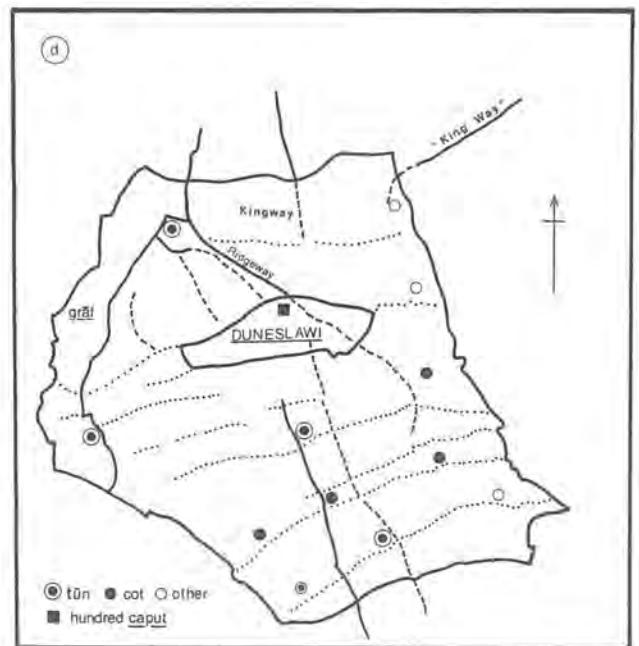 d
"King Way"
Kingway
Ridgeway
grāf
DUNESLAWI
tūn cot other
hundred caput